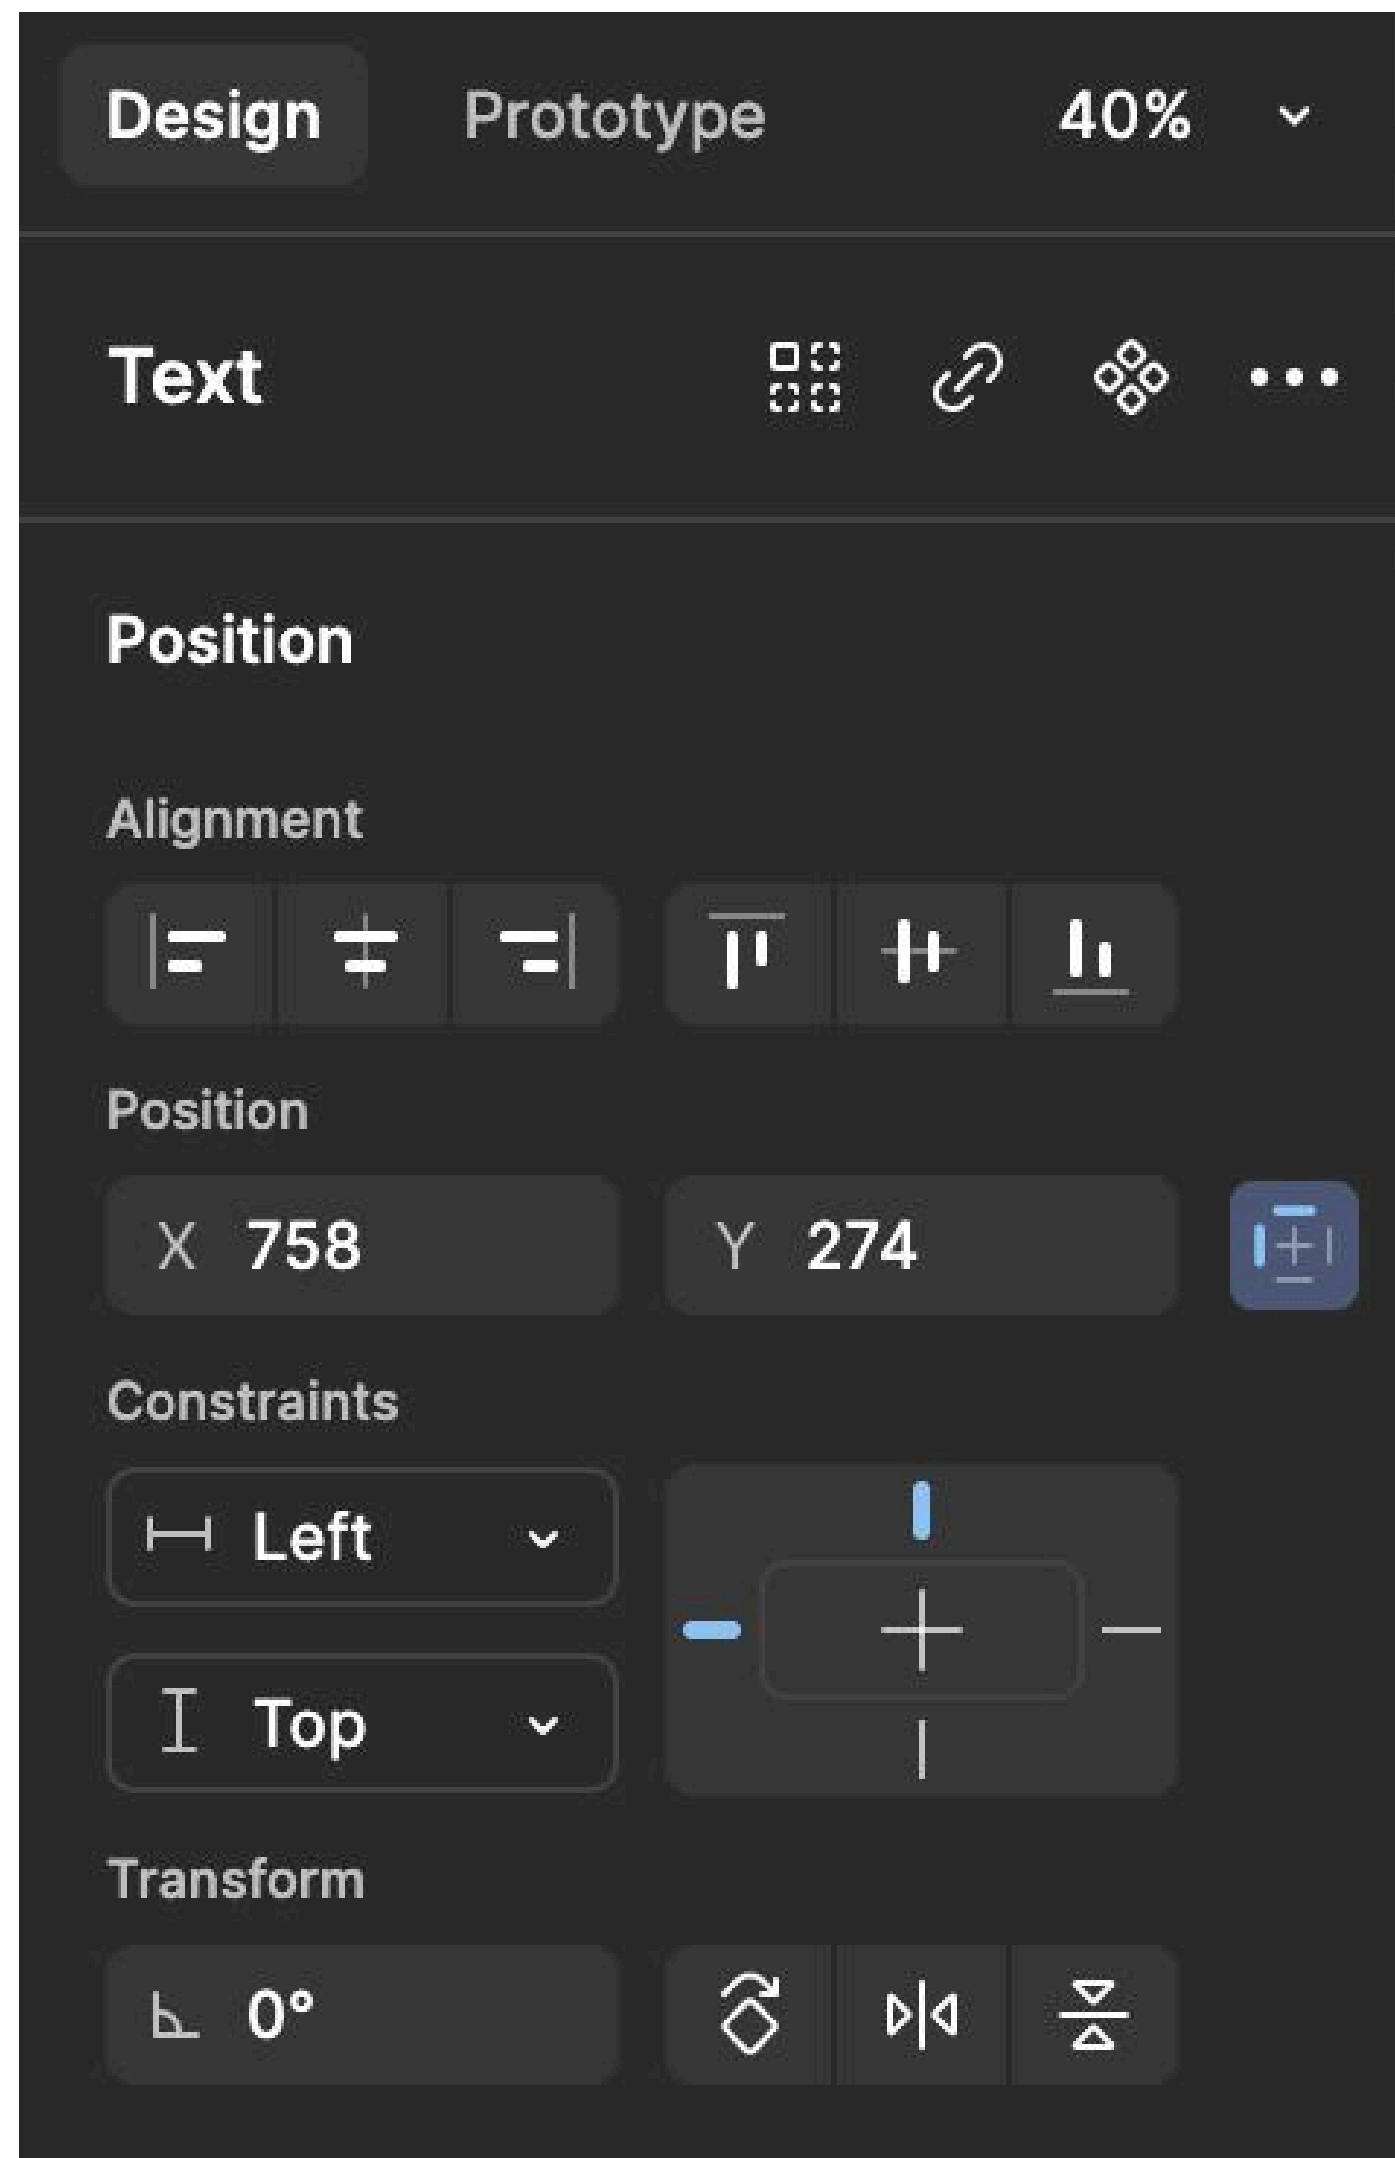 Design Prototype 40%
Text
Position
Alignment
Position
X 758 Y 274
Constraints
Left
Top
Transform
0°